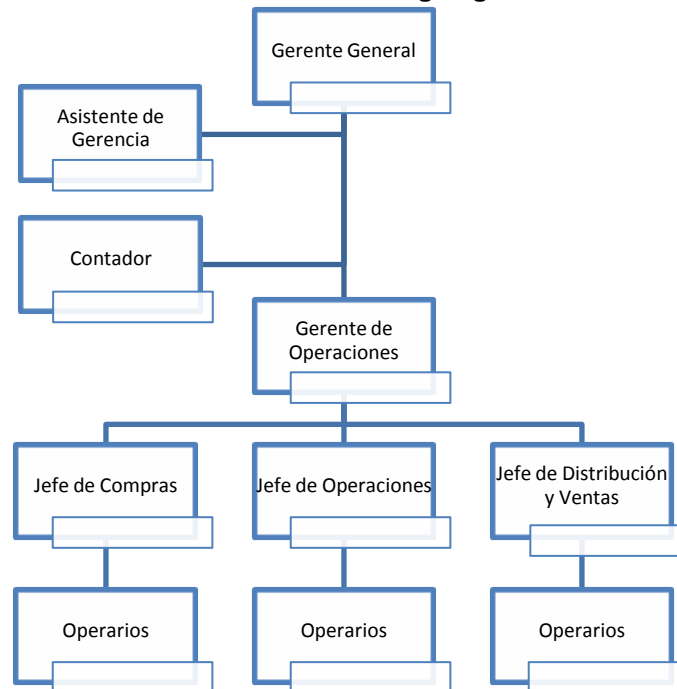 Gerente General
Asistente de
Gerencia
Contador
Gerente de
Operaciones
Jefe de Compras
Jefe de Operaciones
Jefe de Distribución
y Ventas
Operarios
Operarios
Operarios